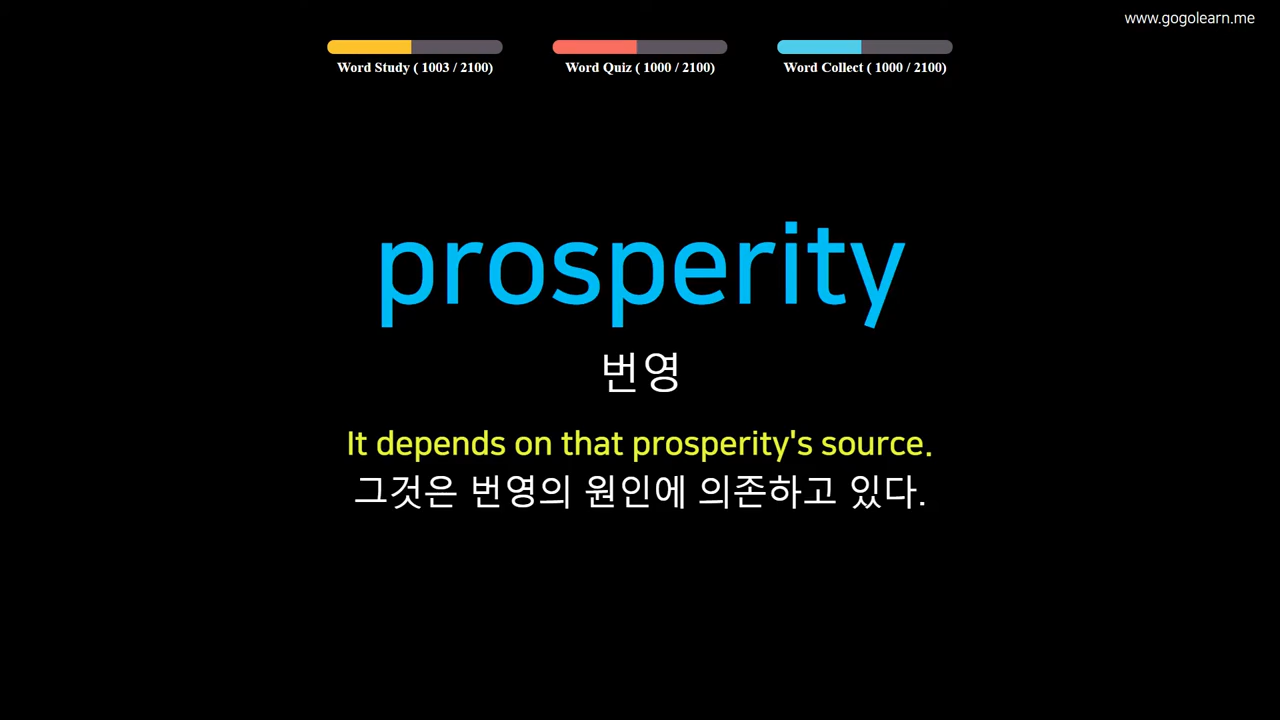 www.gogolearn.me
Word Study ( 1003 / 2100)
Word Quiz ( 1000 / 2100)
Word Collect ( 1000 / 2100)
prosperity
번영
It depends on that prosperity's source.
그것은 번영의 원인에 의존하고 있다.